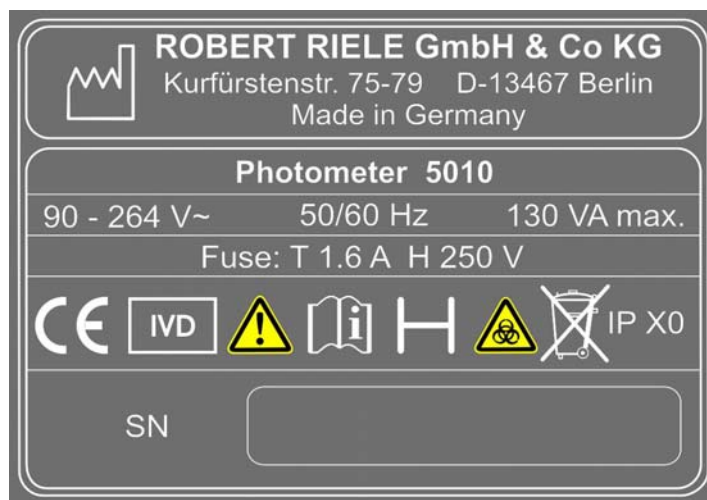 ROBERT RIELE GmbH & Co KG
Kurfürstenstr. 75-79 D-13467 Berlin
Made in Germany
Photometer 5010
90 - 264 V~ 50/60 Hz 130 VA max.
Fuse: T 1.6 A H 250 V
CE IVD IP X0
SN